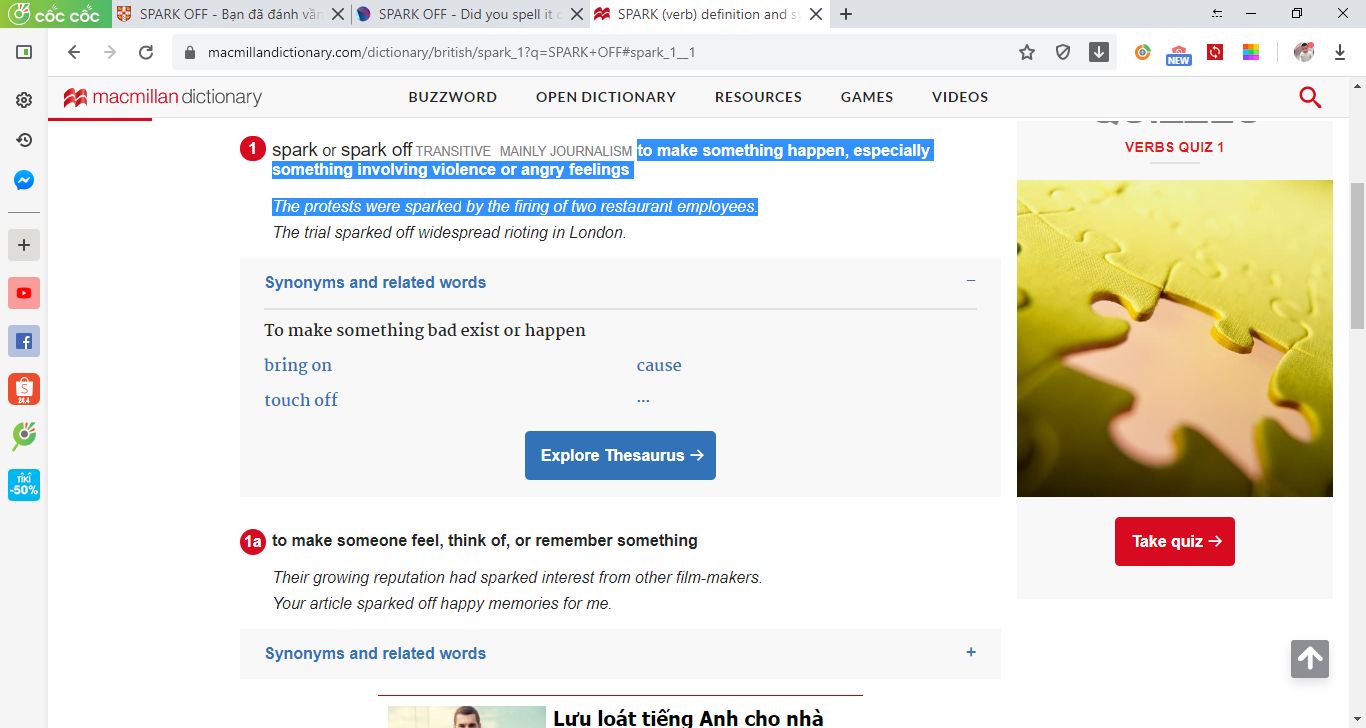 cốc cốc
SPARK OFF - Bạn đã đánh vần
SPARK OFF - Did you spell it c
SPARK (verb) definition and sy
macmillandictionary.com/dictionary/british/spark_1?q=SPARK+OFF#spark_1__1
NEW
macmillan dictionary
BUZZWORD
OPEN DICTIONARY
RESOURCES
GAMES
VIDEOS
1 spark or spark off TRANSITIVE MAINLY JOURNALISM to make something happen, especially
something involving violence or angry feelings
The protests were sparked by the firing of two restaurant employees.
The trial sparked off widespread rioting in London.
Synonyms and related words
To make something bad exist or happen
bring on
cause
touch off
...
Explore Thesaurus →
1a to make someone feel, think of, or remember something
Their growing reputation had sparked interest from other film-makers.
Your article sparked off happy memories for me.
Synonyms and related words
Lưu loát tiếng Anh cho nhà
VERBS QUIZ 1
Take quiz →
24.4
TIKI
-50%